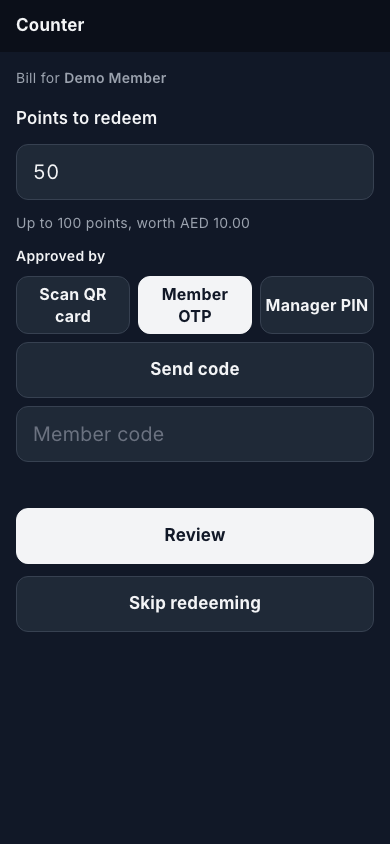 Counter
Bill for Demo Member
Points to redeem
50
Up to 100 points, worth AED 10.00
Approved by
Scan QR
card
Member
OTP
Manager PIN
Send code
Member code
Review
Skip redeeming